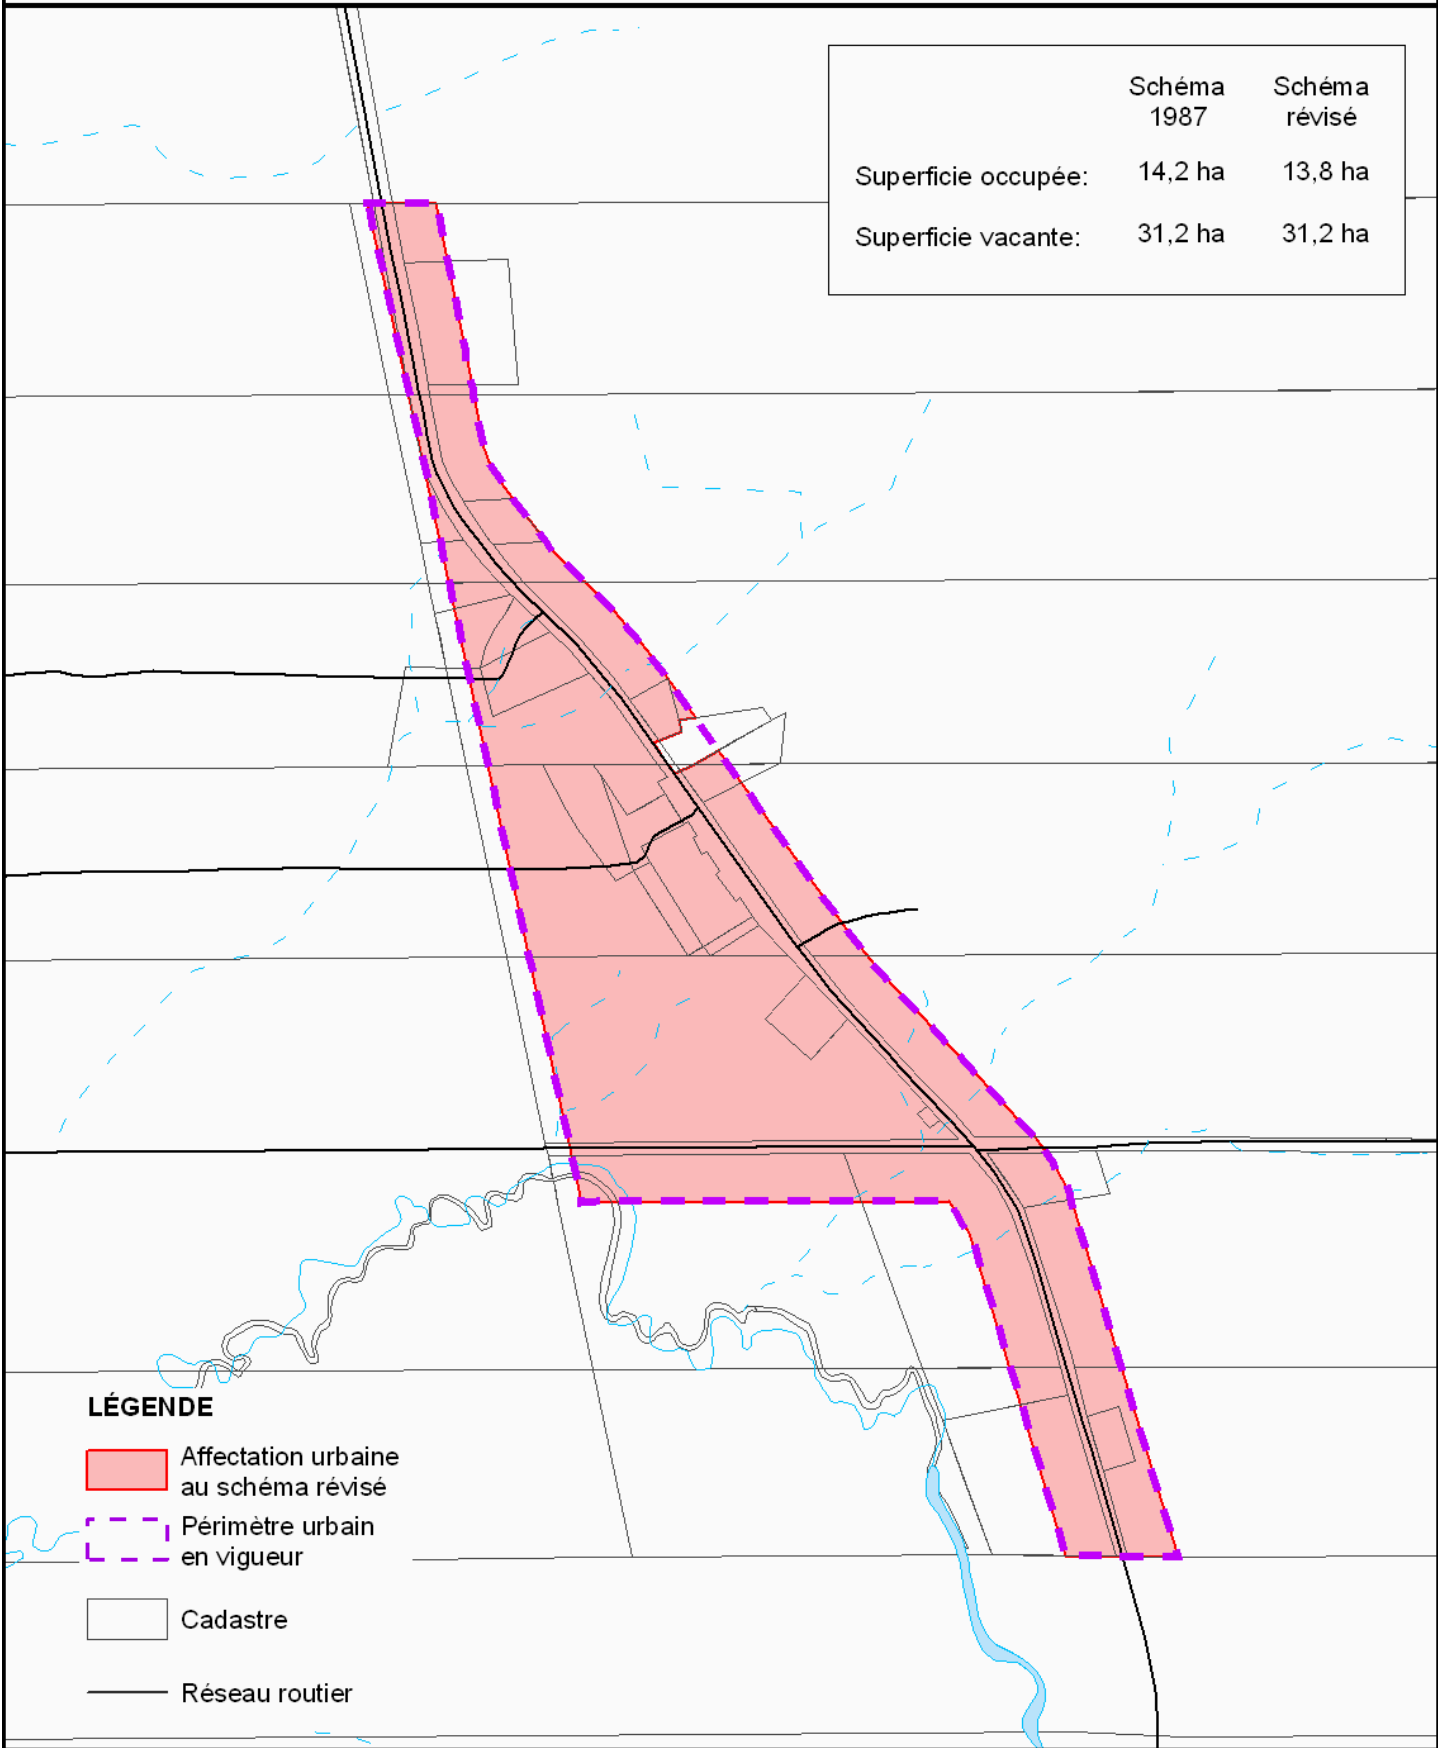 Schéma 1987
Schéma révisé
Superficie occupée: 14,2 ha 13,8 ha
Superficie vacante: 31,2 ha 31,2 ha
LÉGENDE
Affectation urbaine
au schéma révisé
Périmètre urbain
en vigueur
Cadastre
Réseau routier